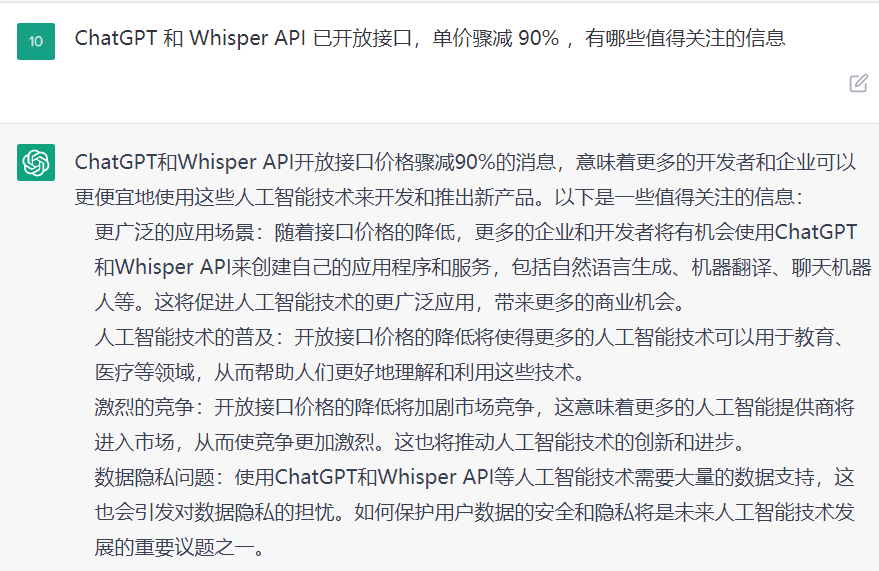 10
ChatGPT 和 Whisper API 已开放接口，单价骤减 90% ，有哪些值得关注的信息
ChatGPT和Whisper API开放接口价格骤减90%的消息，意味着更多的开发者和企业可以
更便宜地使用这些人工智能技术来开发和推出新产品。以下是一些值得关注的信息：
更广泛的应用场景：随着接口价格的降低，更多的企业和开发者将有机会使用ChatGPT
和Whisper API来创建自己的应用程序和服务，包括自然语言生成、机器翻译、聊天机器
人等。这将促进人工智能技术的更广泛应用，带来更多的商业机会。
人工智能技术的普及：开放接口价格的降低将使得更多的人工智能技术可以用于教育、
医疗等领域，从而帮助人们更好地理解和利用这些技术。
激烈的竞争：开放接口价格的降低将加剧市场竞争，这意味着更多的人工智能提供商将
进入市场，从而使竞争更加激烈。这也将推动人工智能技术的创新和进步。
数据隐私问题：使用ChatGPT和Whisper API等人工智能技术需要大量的数据支持，这
也会引发对数据隐私的担忧。如何保护用户数据的安全和隐私将是未来人工智能技术发
展的重要议题之一。